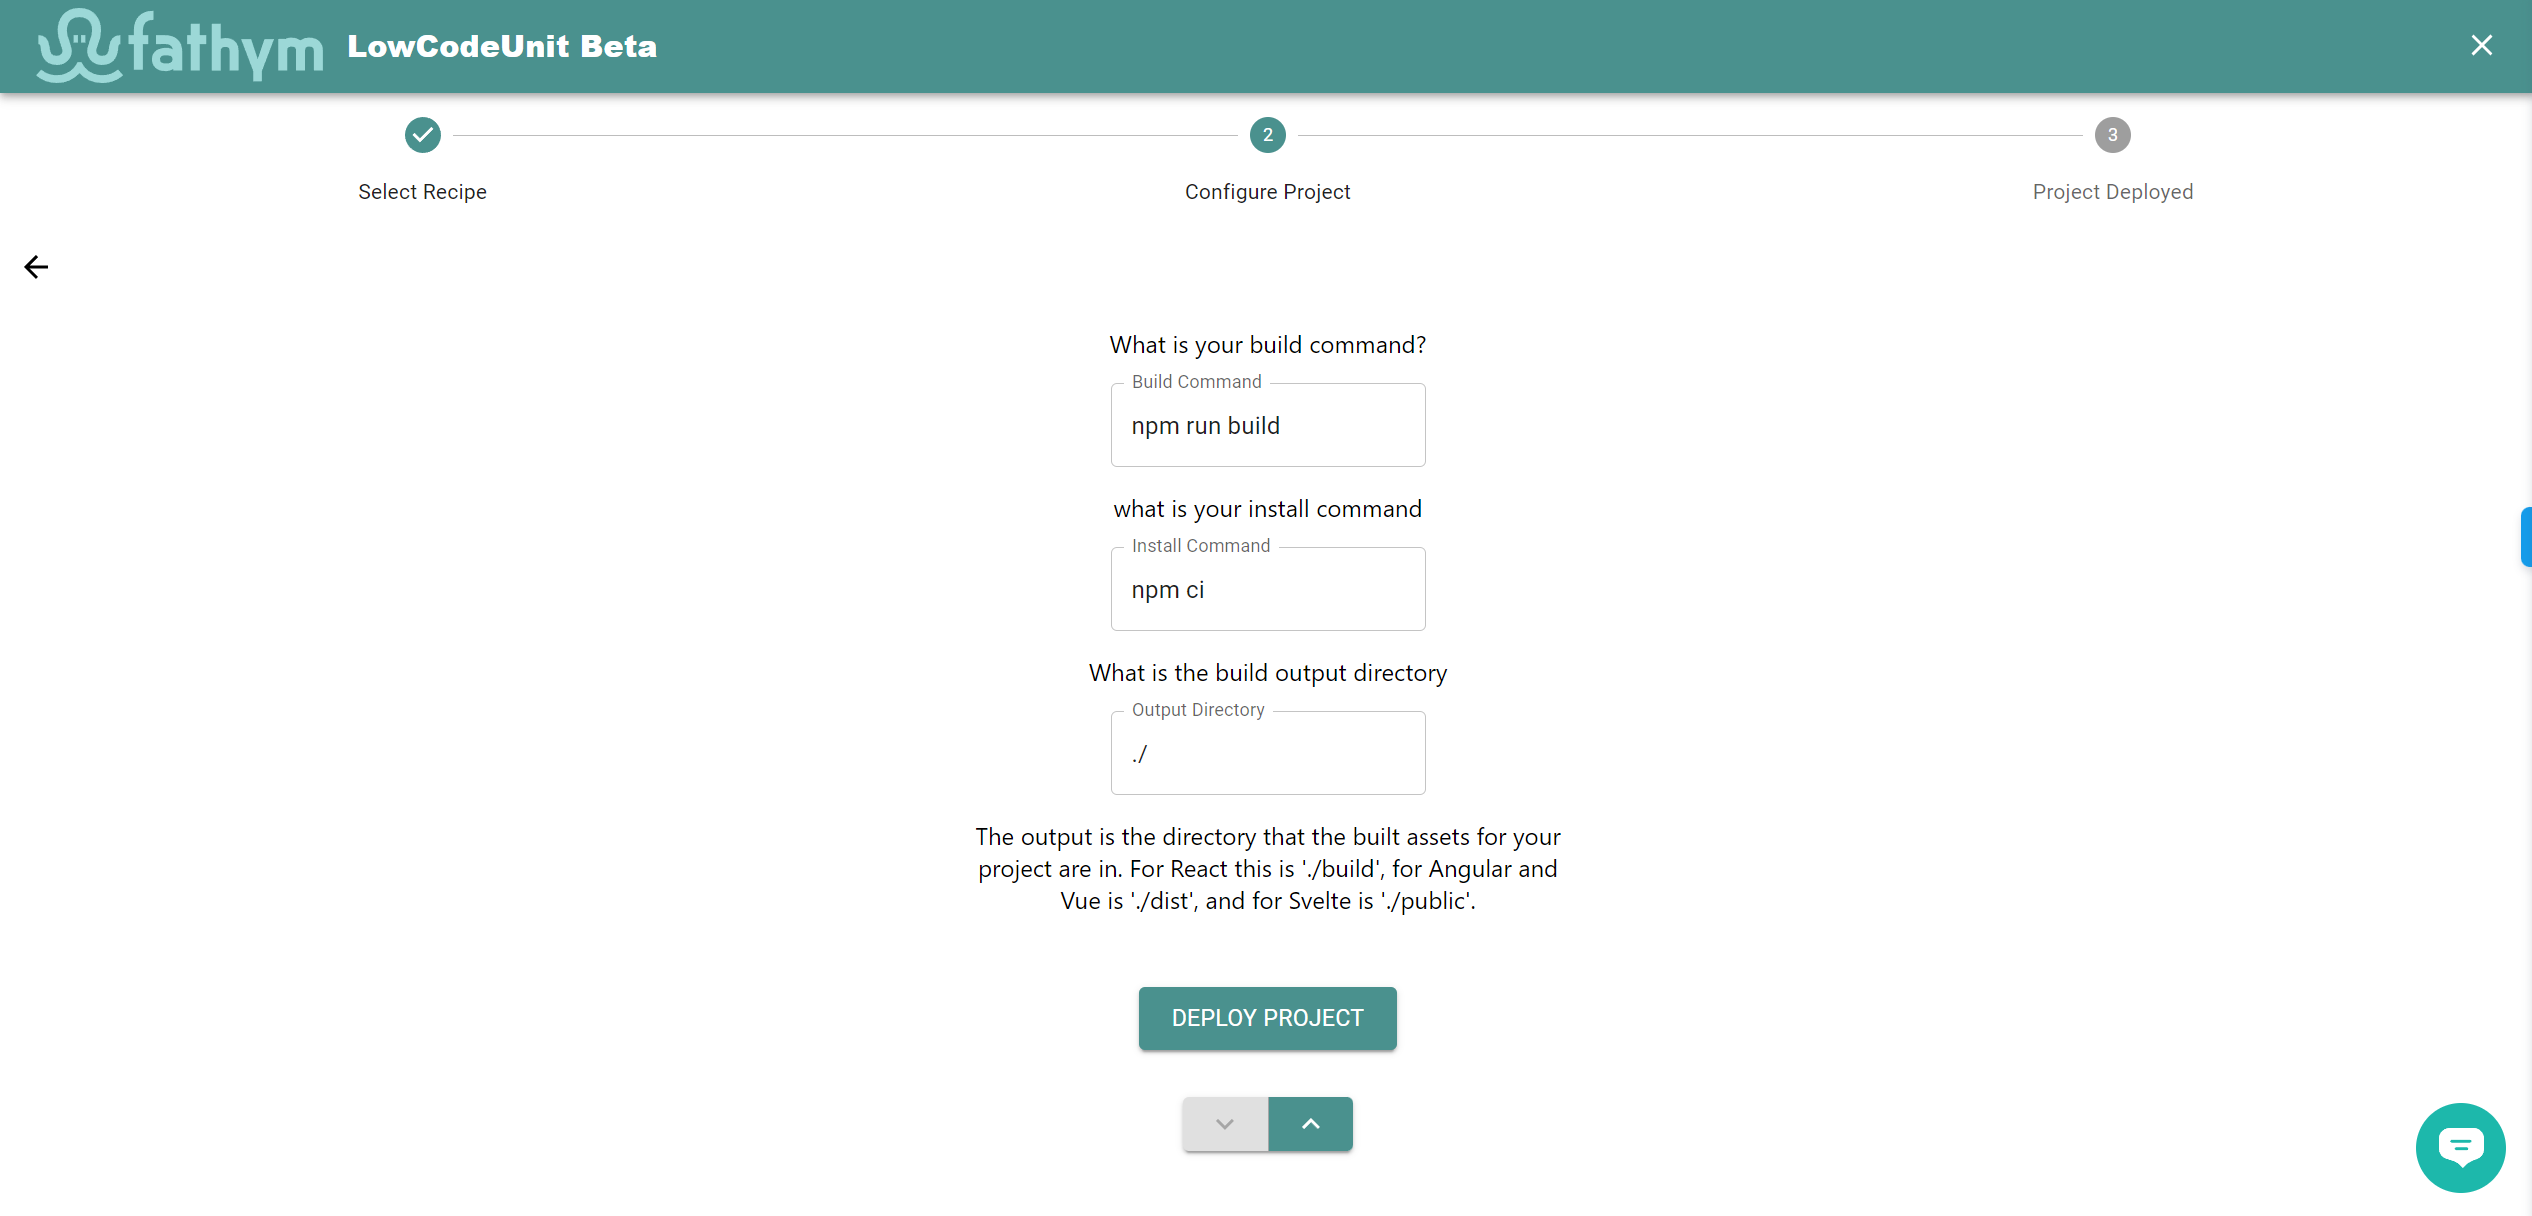 fathym LowCodeUnit Beta
2
3
Select Recipe
Configure Project
Project Deployed
What is your build command?
Build Command
npm run build
what is your install command
Install Command
npm ci
What is the build output directory
Output Directory
./
The output is the directory that the built assets for your
project are in. For React this is './build', for Angular and
Vue is './dist', and for Svelte is './public'.
DEPLOY PROJECT